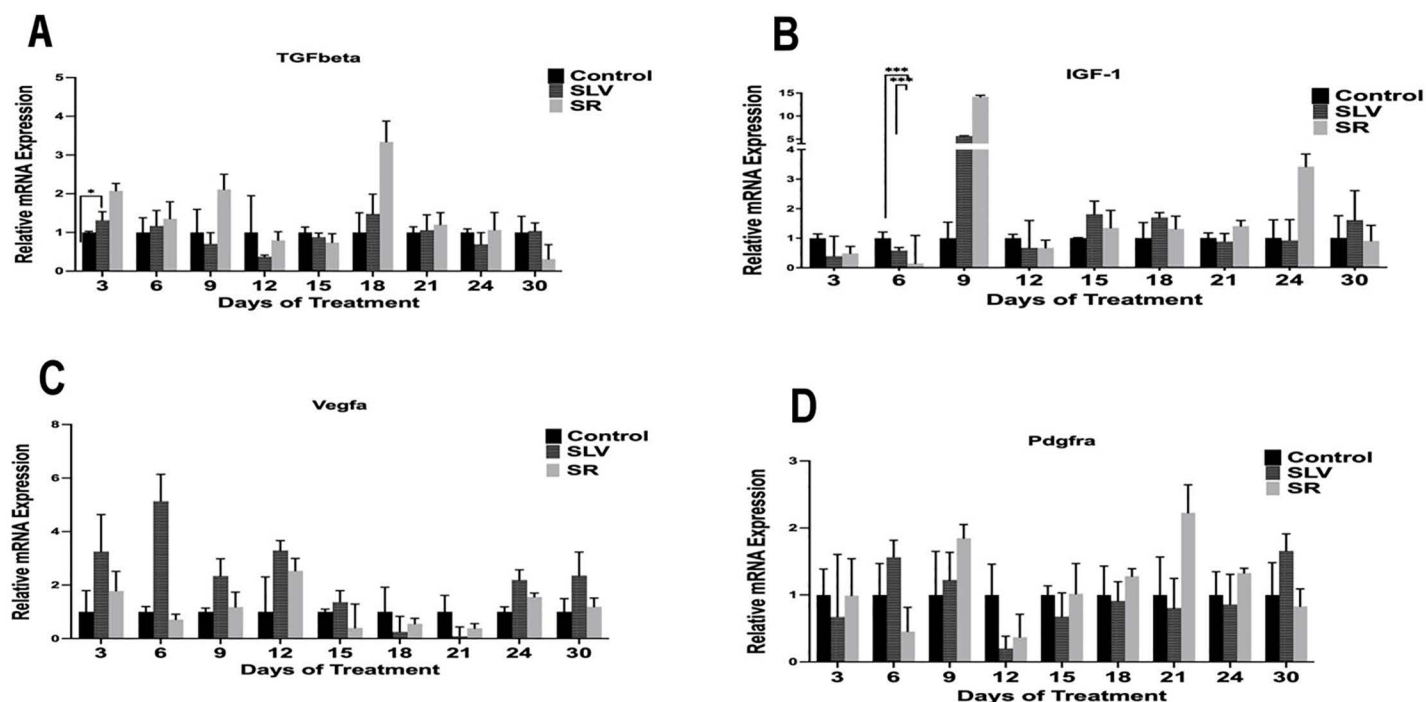 A
TGFbeta
Relative mRNA Expression
5
4
3
2
1
0
*
Control
SLV
SR
3 6 9 12 15 18 21 24 30
Days of Treatment
B
IGF-1
Relative mRNA Expression
15
10
5
4
3
2
1
0
***
***
Control
SLV
SR
3 6 9 12 15 18 21 24 30
Days of Treatment
C
Vegfa
Relative mRNA Expression
8
6
4
2
0
Control
SLV
SR
3 6 9 12 15 18 21 24 30
Days of Treatment
D
Pdgfra
Relative mRNA Expression
3
2
1
0
Control
SLV
SR
3 6 9 12 15 18 21 24 30
Days of Treatment